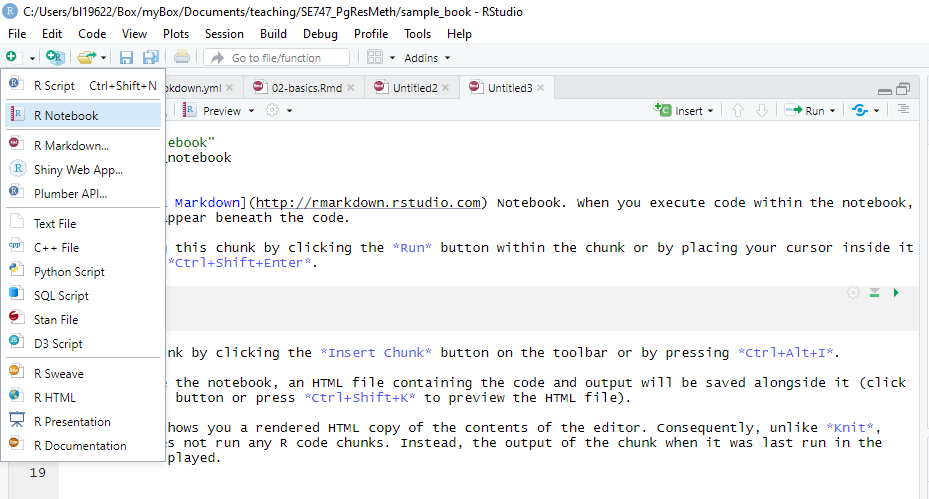 C:/Users/bl19622/Box/myBox/Documents/teaching/SE747_PgResMeth/sample_book - RStudio
File Edit Code View Plots Session Build Debug Profile Tools Help
Go to file/function Addins
R Script Ctrl+Shift+N
R Notebook
R Markdown...
Shiny Web App...
Plumber API...
Text File
C++ File
Python Script
SQL Script
Stan File
D3 Script
R Sweave
R HTML
R Presentation
R Documentation
okdown.yml 02-basics.Rmd Untitled2 Untitled3
Preview Insert Run
ebook"
notebook
Markdown](http://rmarkdown.rstudio.com) Notebook. When you execute code within the notebook,
appear beneath the code.
this chunk by clicking the *Run* button within the chunk or by placing your cursor inside it
*Ctrl+Shift+Enter*.
nk by clicking the *Insert Chunk* button on the toolbar or by pressing *Ctrl+Alt+I*.
the notebook, an HTML file containing the code and output will be saved alongside it (click
button or press *Ctrl+Shift+K* to preview the HTML file).
hows you a rendered HTML copy of the contents of the editor. Consequently, unlike *Knit*,
es not run any R code chunks. Instead, the output of the chunk when it was last run in the
played.
19